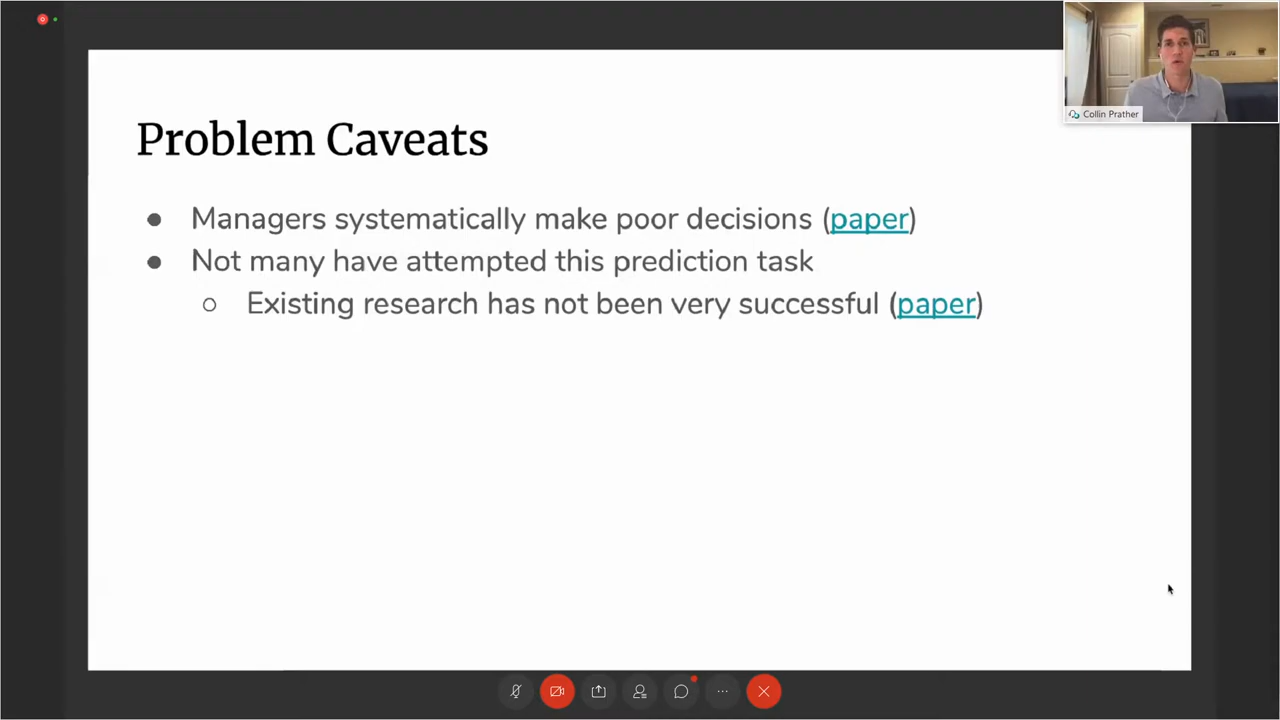 Collin Prather
Problem Caveats
● Managers systematically make poor decisions (paper)
● Not many have attempted this prediction task
○ Existing research has not been very successful (paper)